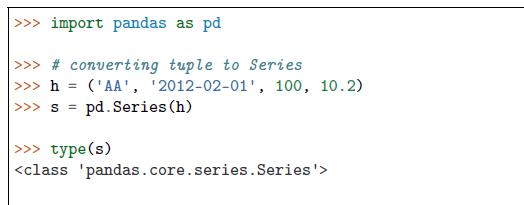 >>> import pandas as pd
>>> # converting tuple to Series
>>> h = ('AA', '2012-02-01', 100, 10.2)
>>> s = pd.Series(h)
>>> type(s)
<class 'pandas.core.series.Series'>